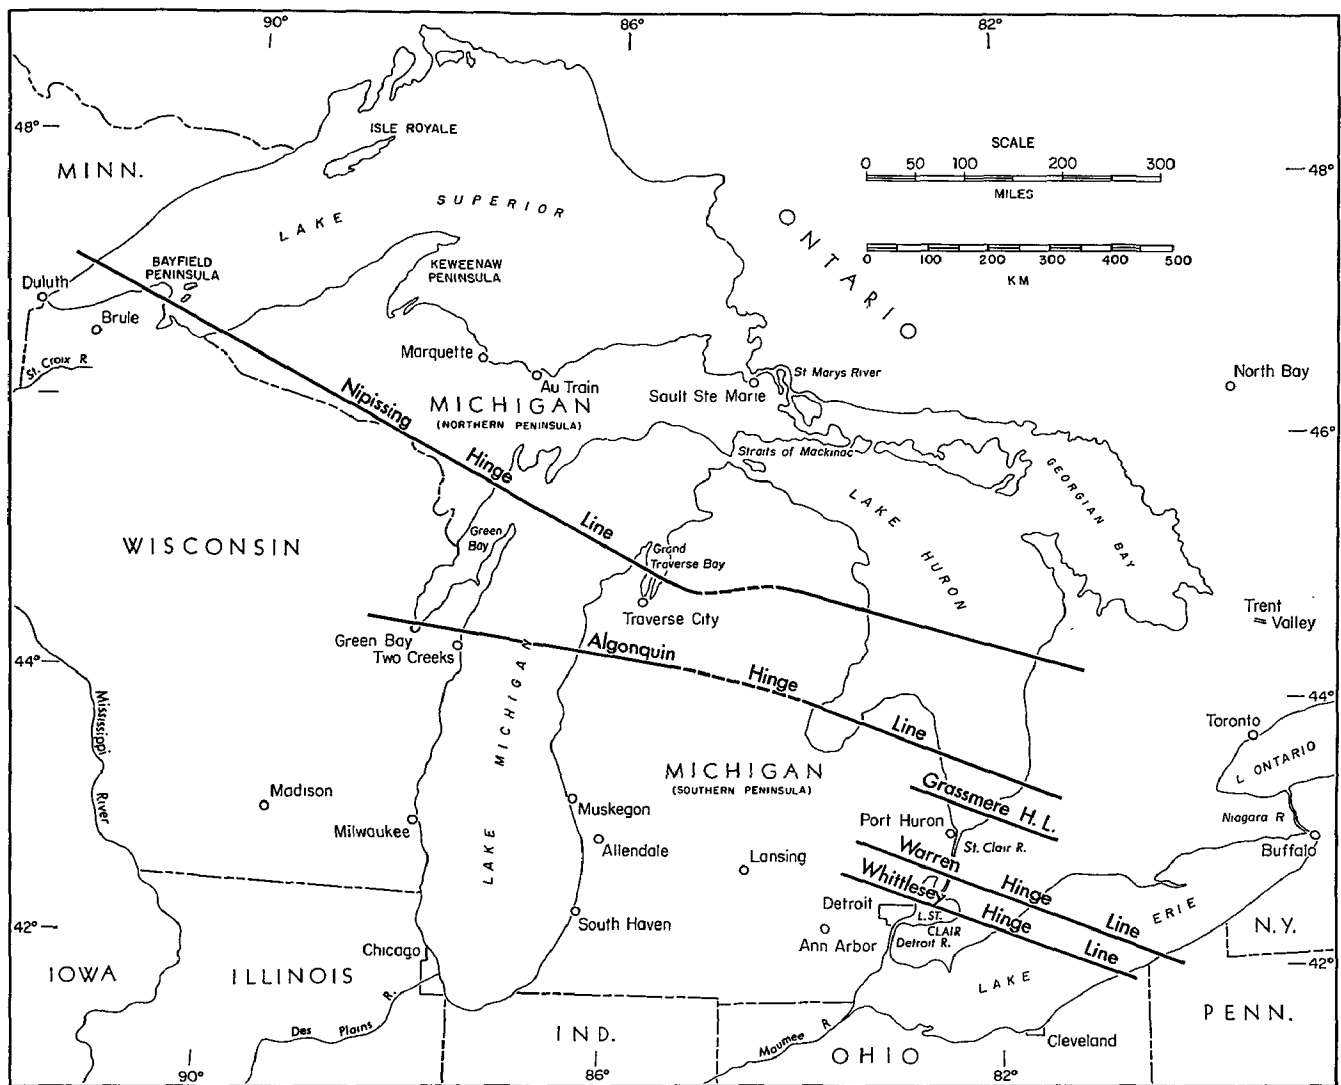 90°
86°
82°
48°
ISLE ROYALE
SCALE
0 50 100 200 300
MILES
48°
MINN.
LAKE SUPERIOR
ONTARIO
0 100 200 300 400 500
KM
BAYFIELD
PENINSULA
KEWEENAW
PENINSULA
Duluth
Brule
St. Croix R
Marquette
Au Train
Sault Ste Marie
St Marys River
North Bay
Nipissing Hinge Line
MICHIGAN
(NORTHERN PENINSULA)
46°
Straits of Mackinac
GEORGIAN BAY
LAKE HURON
WISCONSIN
Green
Bay
Grand
Traverse Bay
Traverse City
Trent
Valley
Green Bay
Two Creeks
Algonquin Hinge Line
44°
44°
LAKE MICHIGAN
Mississippi River
Toronto
L ONTARIO
MICHIGAN
(SOUTHERN PENINSULA)
Grassmere H. L.
Madison
Milwaukee
Muskegon
Allendale
Lansing
Port Huron
St. Clair R.
Niagara R
Buffalo
Warren Hinge Line
Whittlesey Hinge Line
Detroit
L. ST.
CLAIR
Detroit R.
Ann Arbor
South Haven
LAKE ERIE
N.Y.
42°
42°
Chicago
IOWA
ILLINOIS
Des Plains R.
IND.
Maumee R
OHIO
Cleveland
PENN.
90°
86°
82°